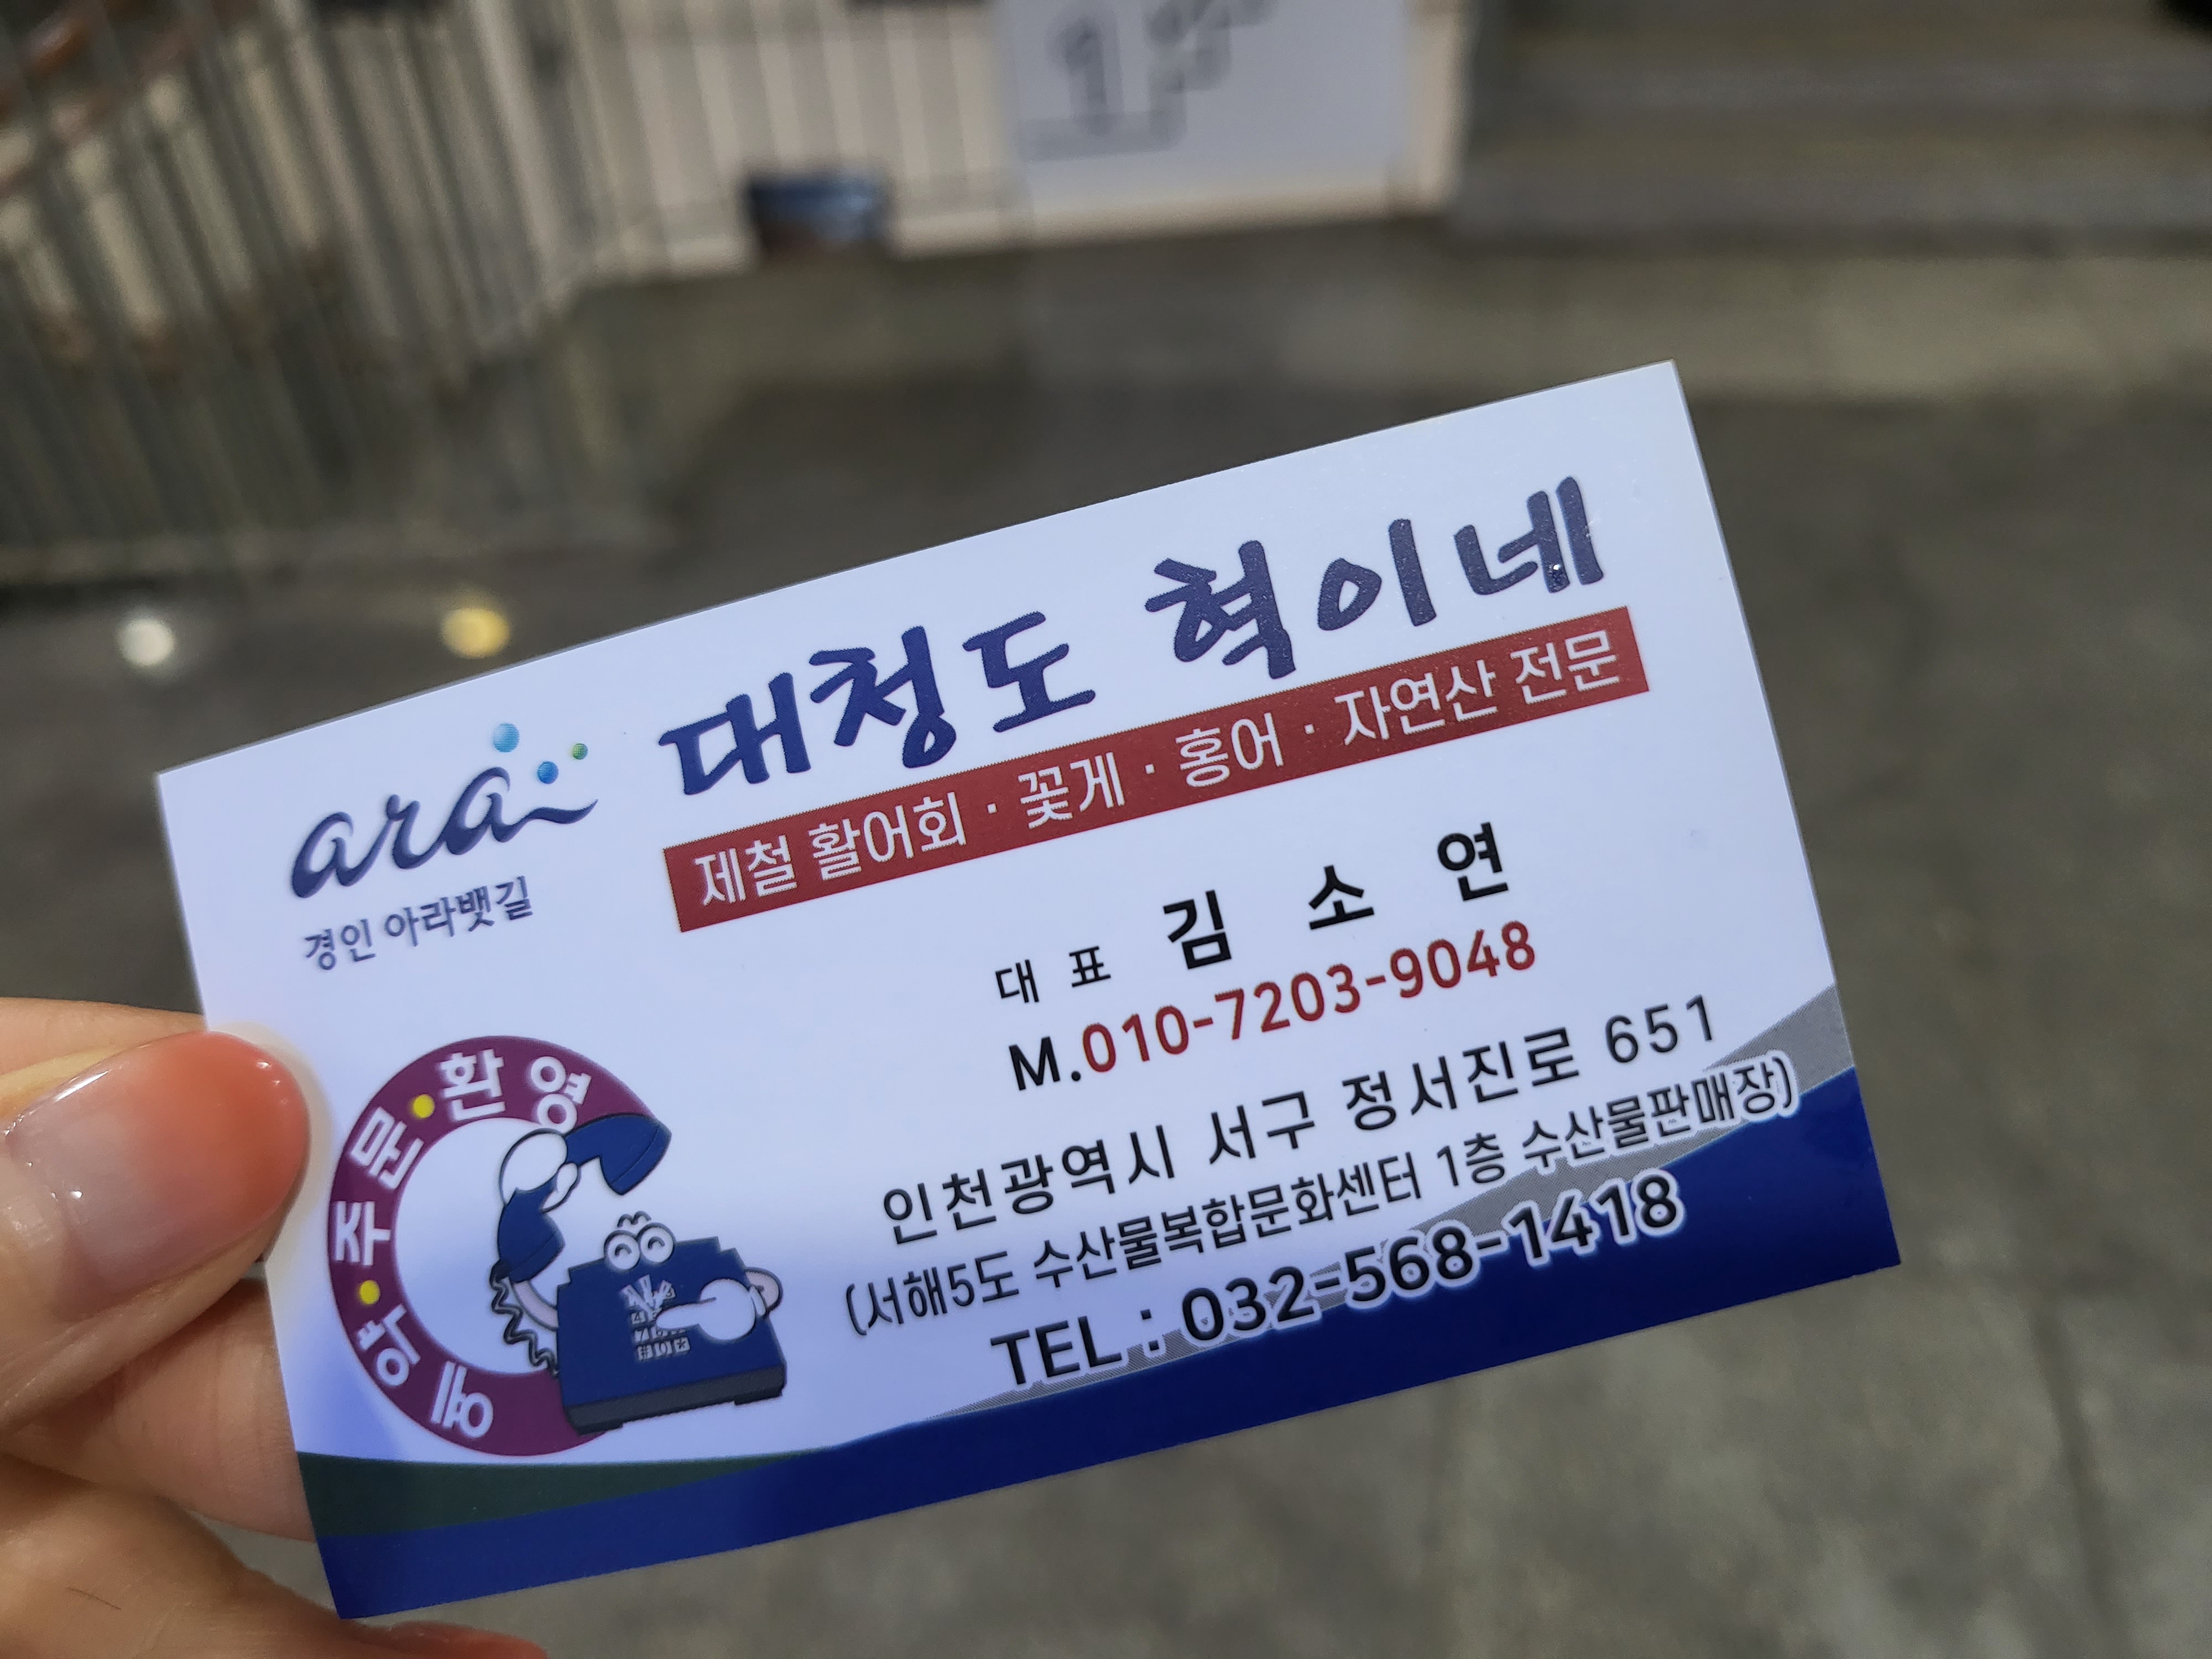 대청도 혁이네
제철 활어회 · 꽃게 · 홍어 · 자연산 전문
ara
경인 아라뱃길
대 표 김 소 연
M.010-7203-9048
예약·주문·환영
인천광역시 서구 정서진로 651
(서해5도 수산물복합문화센터 1층 수산물판매장)
TEL : 032-568-1418